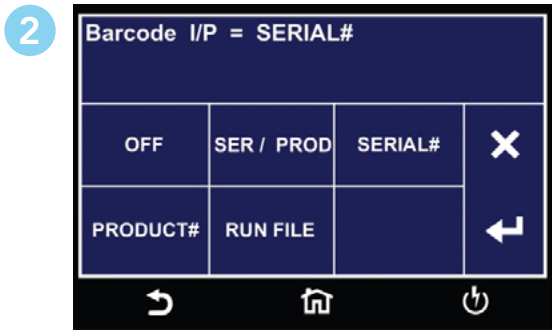 2
Barcode I/P = SERIAL#
OFF SER / PROD SERIAL#
PRODUCT# RUN FILE